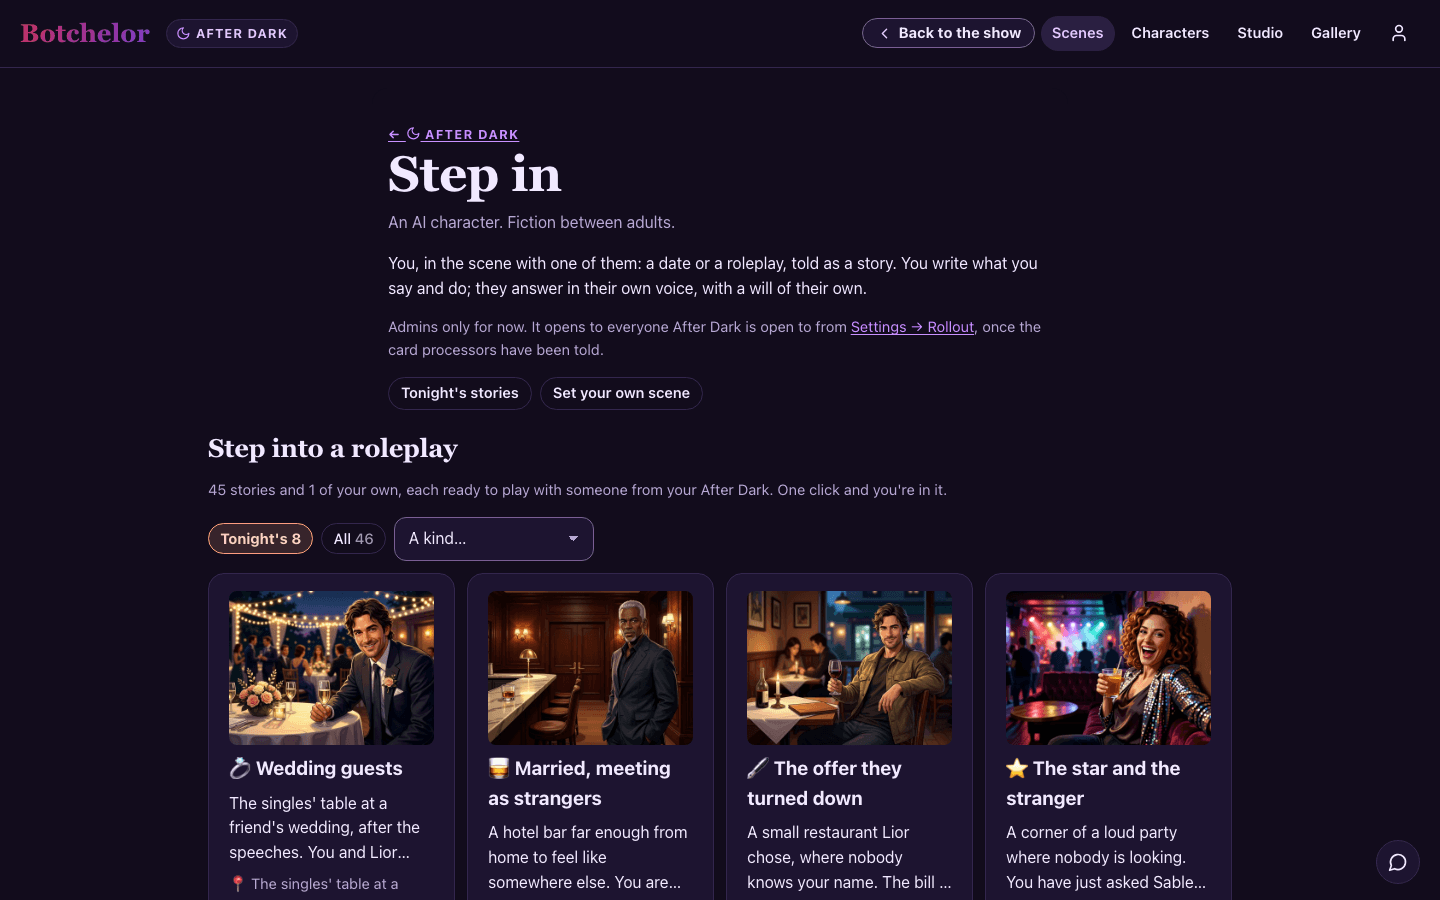 Botchelor
AFTER DARK
Back to the show
Scenes
Characters
Studio
Gallery
← AFTER DARK
Step in
An AI character. Fiction between adults.
You, in the scene with one of them: a date or a roleplay, told as a story. You write what you
say and do; they answer in their own voice, with a will of their own.
Admins only for now. It opens to everyone After Dark is open to from Settings → Rollout, once the
card processors have been told.
Tonight's stories
Set your own scene
Step into a roleplay
45 stories and 1 of your own, each ready to play with someone from your After Dark. One click and you're in it.
Tonight's 8
All 46
A kind...
💍 Wedding guests
The singles' table at a
friend's wedding, after the
speeches. You and Lior...
📍 The singles' table at a
🥃 Married, meeting
as strangers
A hotel bar far enough from
home to feel like
somewhere else. You are...
🖋️ The offer they
turned down
A small restaurant Lior
chose, where nobody
knows your name. The bill ...
⭐ The star and the
stranger
A corner of a loud party
where nobody is looking.
You have just asked Sable...